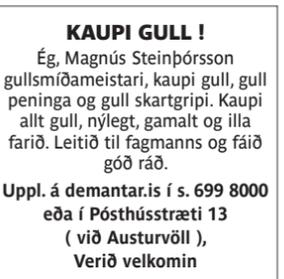 KAUPI GULL !
Ég, Magnús Steinþórsson
gullsmíðameistari, kaupi gull, gull
peninga og gull skartgripi. Kaupi
allt gull, nýlegt, gamalt og illa
farið. Leitið til fagmanns og fáið
góð ráð.
Uppl. á demantar.is í s. 699 8000
eða í Pósthússtræti 13
( við Austurvöll ),
Verið velkomin